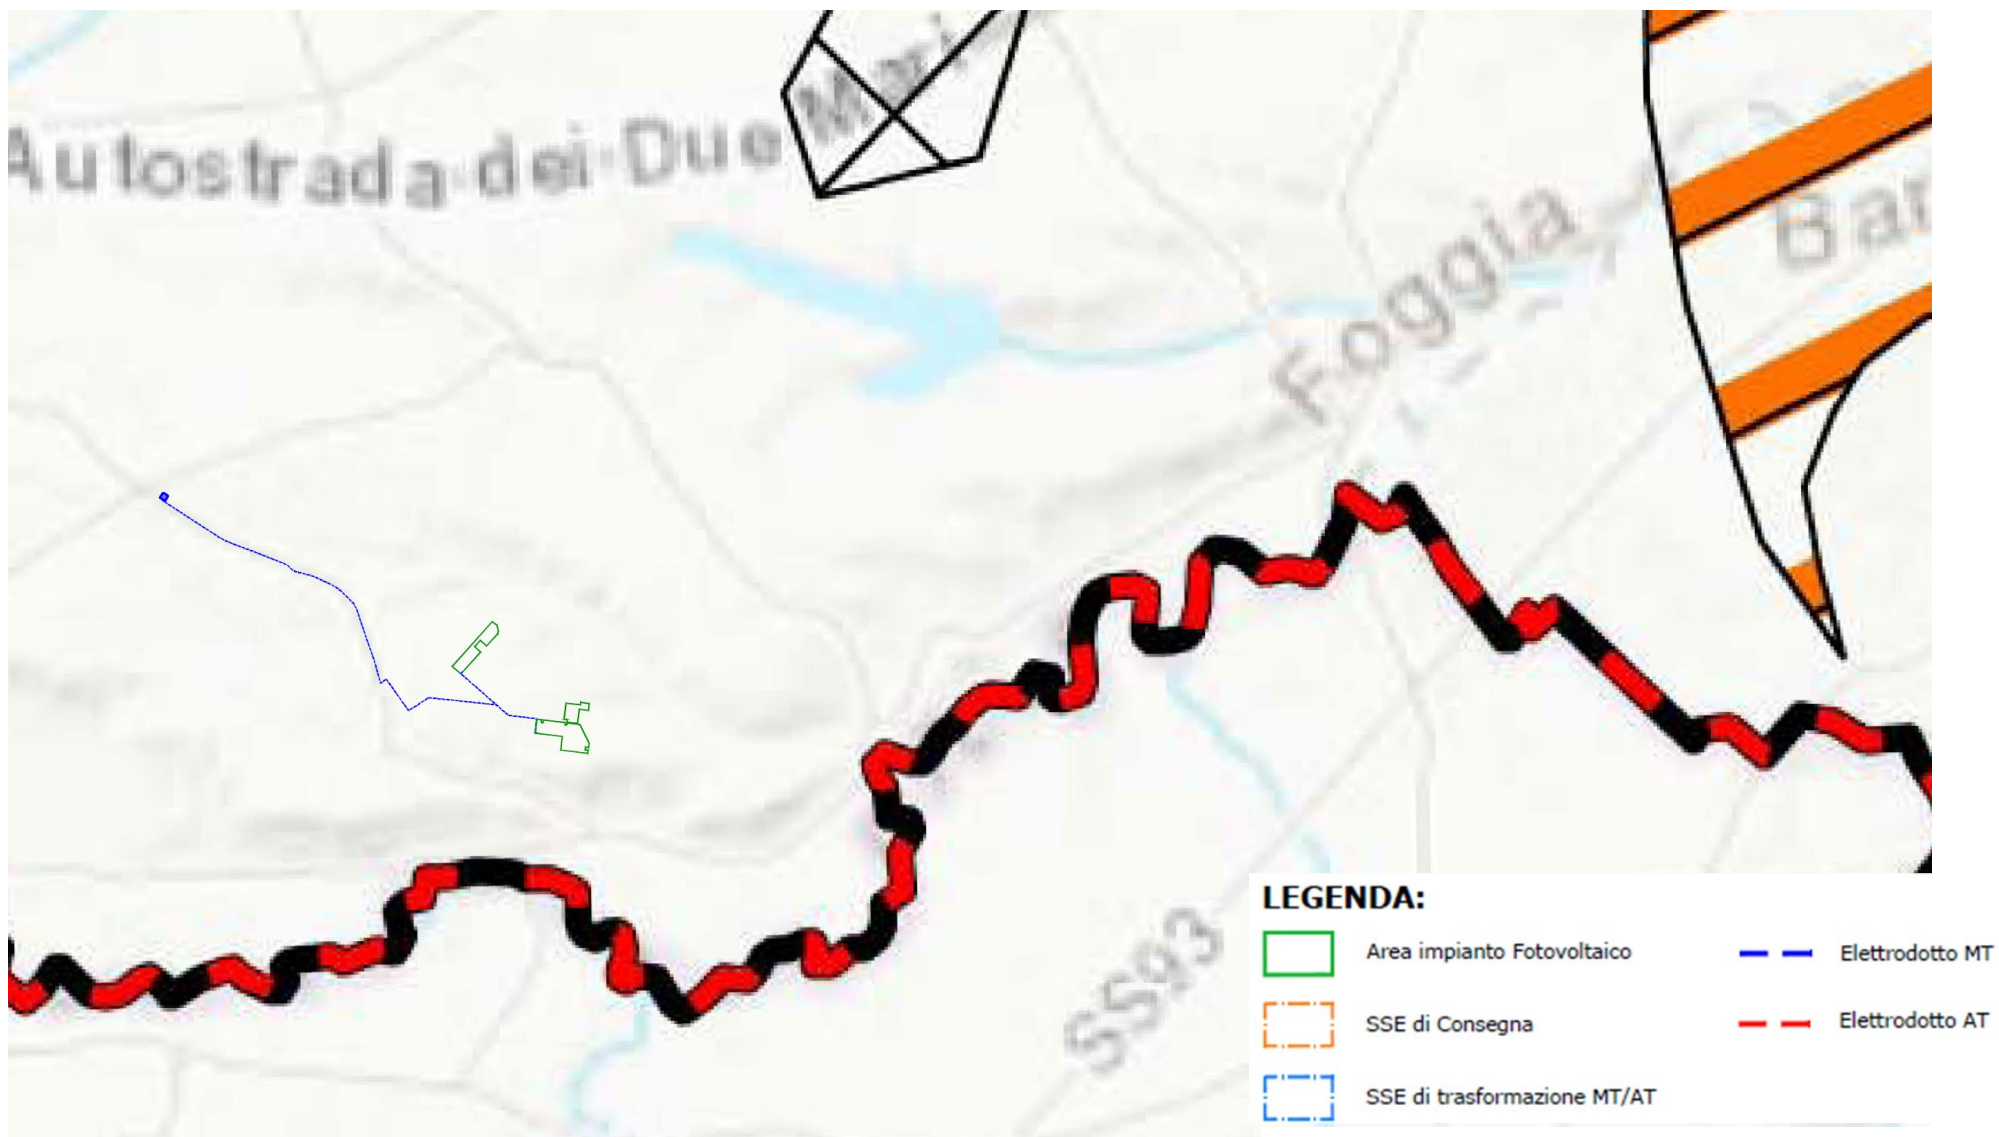 Autostrada dei Due Mari
Foggia
Bar
SS93
LEGENDA:
Area impianto Fotovoltaico
SSE di Consegna
SSE di trasformazione MT/AT
Elettrodotto MT
Elettrodotto AT